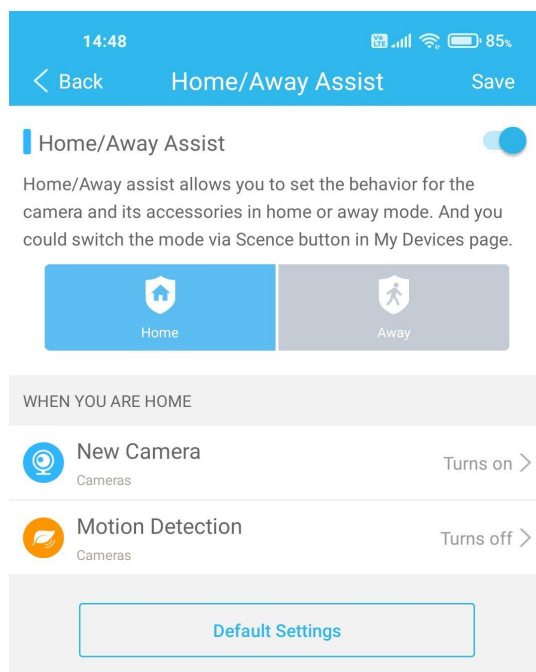 14:48
Vo LTE 85%
Back Home/Away Assist Save
Home/Away Assist
Home/Away assist allows you to set the behavior for the
camera and its accessories in home or away mode. And you
could switch the mode via Scence button in My Devices page.
Home Away
WHEN YOU ARE HOME
New Camera
Cameras
Turns on
Motion Detection
Cameras
Turns off
Default Settings